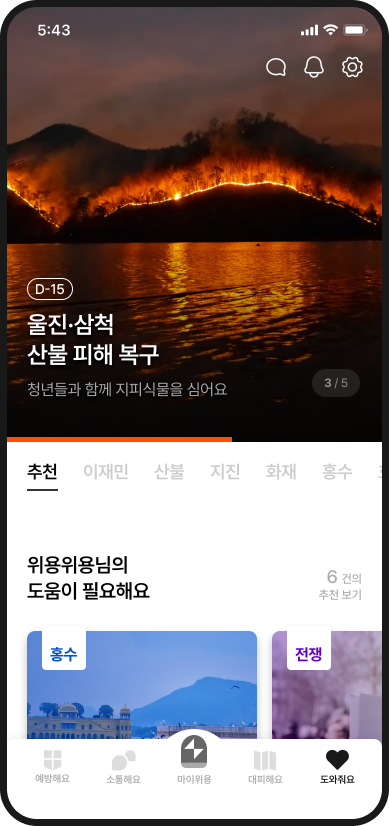 5:43
D-15
울진·삼척
산불 피해 복구
청년들과 함께 지피식물을 심어요
3 / 5
추천 이재민 산불 지진 화재 홍수
위용위용님의
도움이 필요해요
6 건의
추천 보기
홍수
전쟁
예방해요 소통해요 마이위용 대피해요 도와줘요